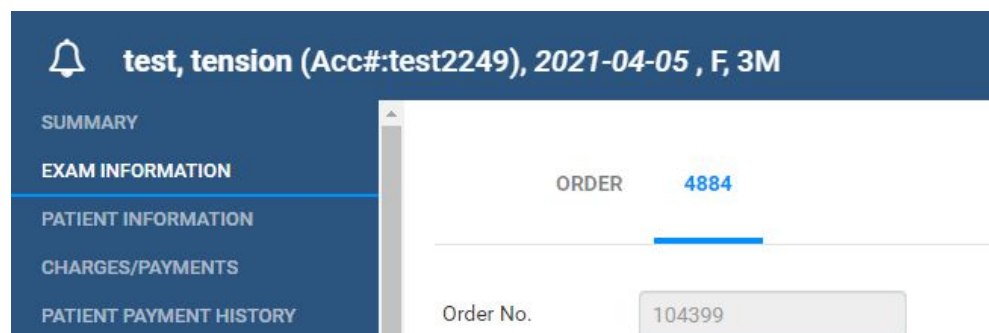 test, tension (Acc#:test2249), 2021-04-05 , F, 3M
SUMMARY
EXAM INFORMATION
PATIENT INFORMATION
CHARGES/PAYMENTS
PATIENT PAYMENT HISTORY
ORDER 4884
Order No. 104399